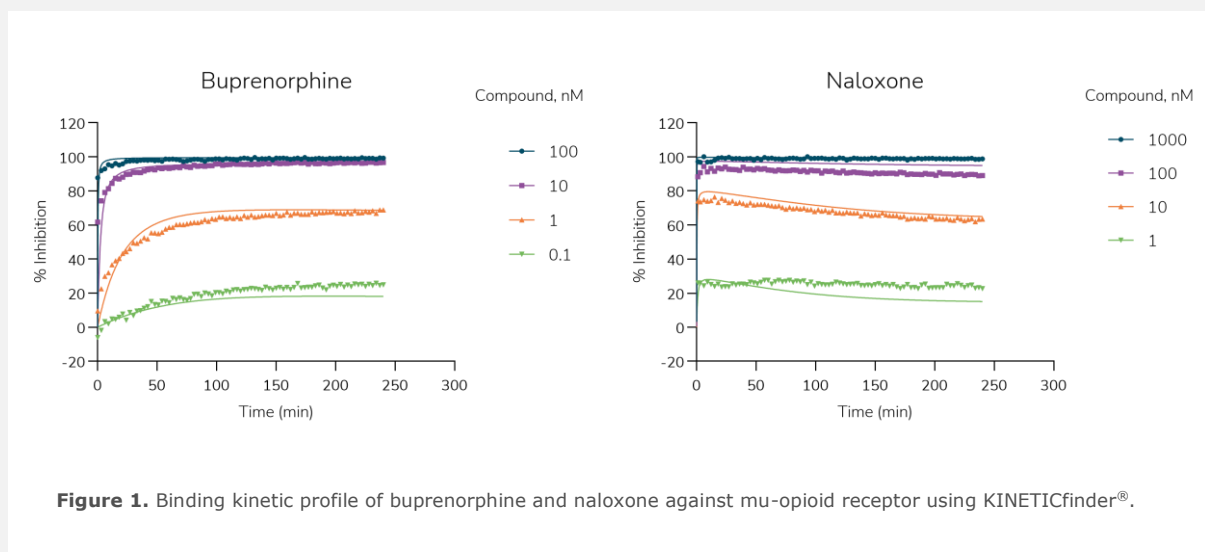 Buprenorphine
Compound, nM
100
10
1
0.1
% Inhibition
120
100
80
60
40
20
0
-20
0 50 100 150 200 250 300
Time (min)
Naloxone
Compound, nM
1000
100
10
1
% Inhibition
120
100
80
60
40
20
0
-20
0 50 100 150 200 250 300
Time (min)
Figure 1. Binding kinetic profile of buprenorphine and naloxone against mu-opioid receptor using KINETICfinder®.